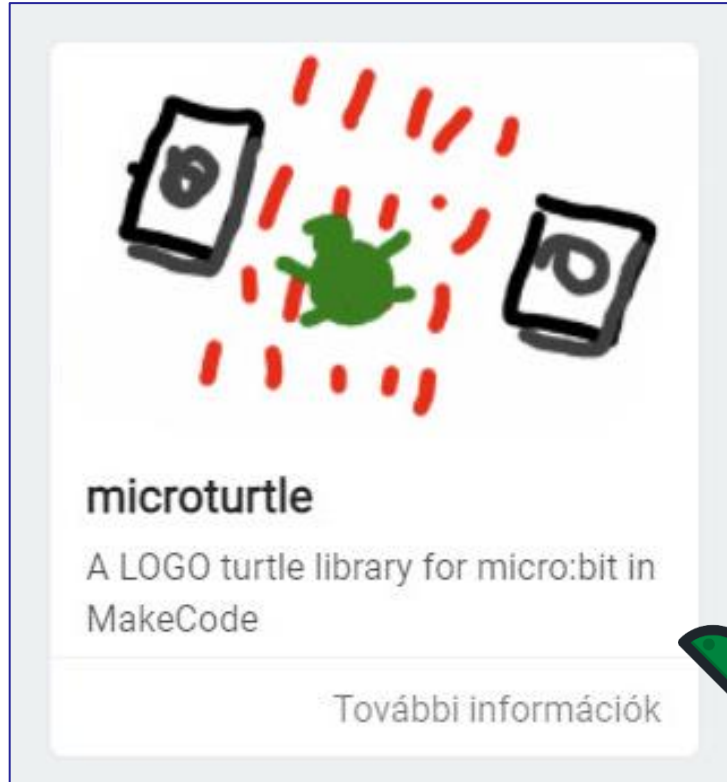 microturtle
A LOGO turtle library for micro:bit in
MakeCode
További információk